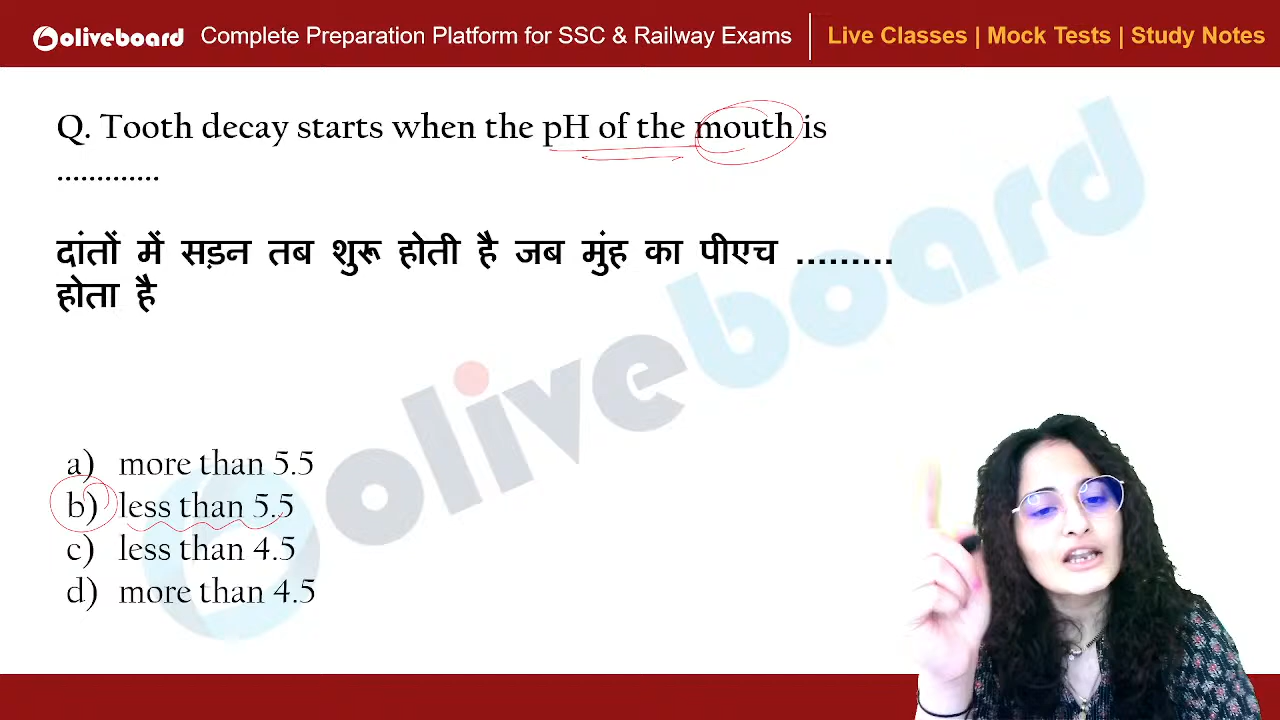 oliveboard Complete Preparation Platform for SSC & Railway Exams Live Classes | Mock Tests | Study Notes
Q. Tooth decay starts when the pH of the mouth is
.............
दांतों में सड़न तब शुरू होती है जब मुंह का पीएच .........
होता है
oliveboard
a) more than 5.5
b) less than 5.5
c) less than 4.5
d) more than 4.5